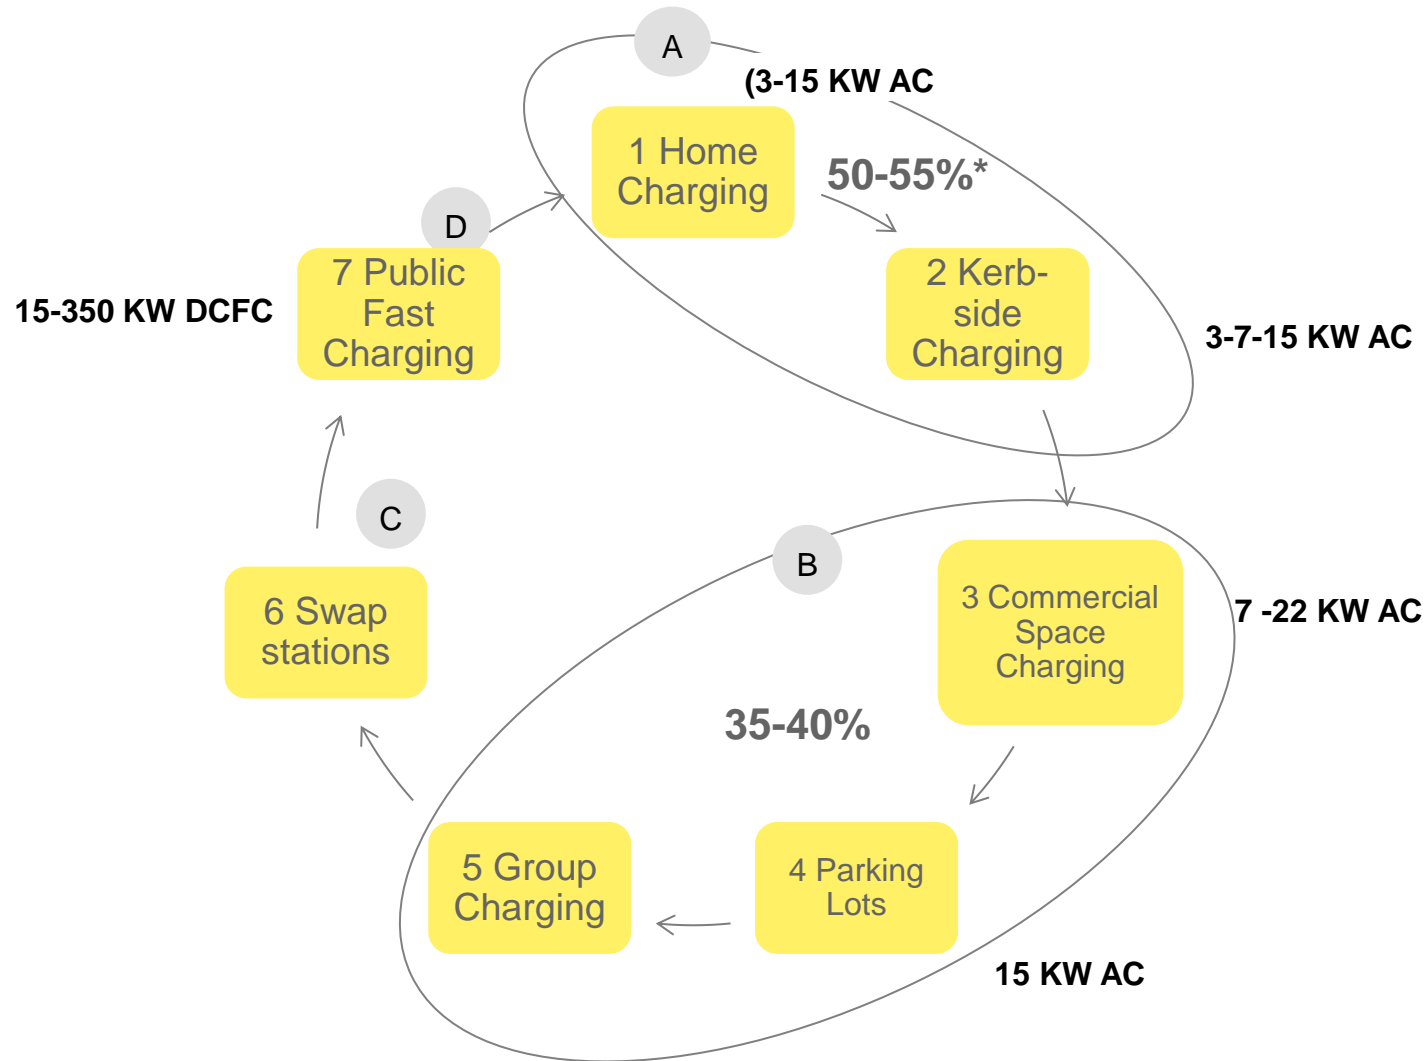 A
(3-15 KW AC
1 Home
Charging
50-55%*
D
7 Public
Fast
Charging
15-350 KW DCFC
2 Kerb-
side
Charging
3-7-15 KW AC
C
B
6 Swap
stations
3 Commercial
Space
Charging
7 -22 KW AC
35-40%
5 Group
Charging
4 Parking
Lots
15 KW AC